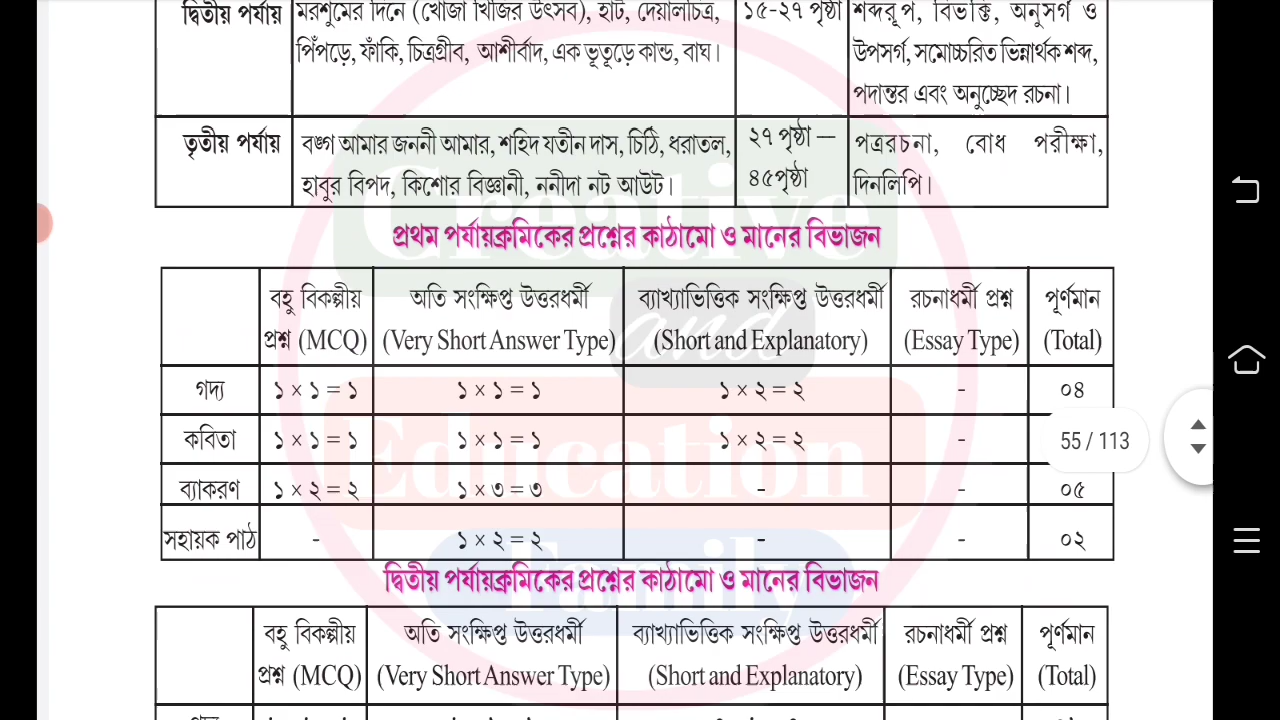 দ্বিতীয় পর্যায় মরশুমের দিনে (খোজা খিজির উৎসব), হাট, দেয়ালচিত্র, ১৫-২৭ পৃষ্ঠা শব্দরূপ, বিভক্তি, অনুসর্গ ও
পিঁপড়ে, ফাঁকি, চিত্রগ্রীব, আশীর্বাদ, এক ভূতুড়ে কান্ড, বাঘ। উপসর্গ, সমোচ্চরিত ভিন্নার্থক শব্দ,
পদান্তর এবং অনুচ্ছেদ রচনা।
তৃতীয় পর্যায় বঙ্গ আমার জননী আমার, শহিদ যতীন দাস, চিঠি, ধরাতল, ২৭ পৃষ্ঠা — পত্ররচনা, বোধ পরীক্ষা,
হাবুর বিপদ, কিশোর বিজ্ঞানী, ননীদা নট আউট। ৪৫পৃষ্ঠা দিনলিপি।
প্রথম পর্যায়ক্রমিকের প্রশ্নের কাঠামো ও মানের বিভাজন
বহু বিকল্পীয় অতি সংক্ষিপ্ত উত্তরধর্মী ব্যাখ্যাভিত্তিক সংক্ষিপ্ত উত্তরধর্মী রচনাধর্মী প্রশ্ন পূর্ণমান
প্রশ্ন (MCQ) (Very Short Answer Type) (Short and Explanatory) (Essay Type) (Total)
গদ্য ১ × ১ = ১ ১ × ১ = ১ ১ × ২ = ২ - ০৪
কবিতা ১ × ১ = ১ ১ × ১ = ১ ১ × ২ = ২ - 55 / 113
ব্যাকরণ ১ × ২ = ২ ১ × ৩ = ৩ - - ০৫
সহায়ক পাঠ - ১ × ২ = ২ - - ০২
দ্বিতীয় পর্যায়ক্রমিকের প্রশ্নের কাঠামো ও মানের বিভাজন
বহু বিকল্পীয় অতি সংক্ষিপ্ত উত্তরধর্মী ব্যাখ্যাভিত্তিক সংক্ষিপ্ত উত্তরধর্মী রচনাধর্মী প্রশ্ন পূর্ণমান
প্রশ্ন (MCQ) (Very Short Answer Type) (Short and Explanatory) (Essay Type) (Total)
Creative
and
Education
Family